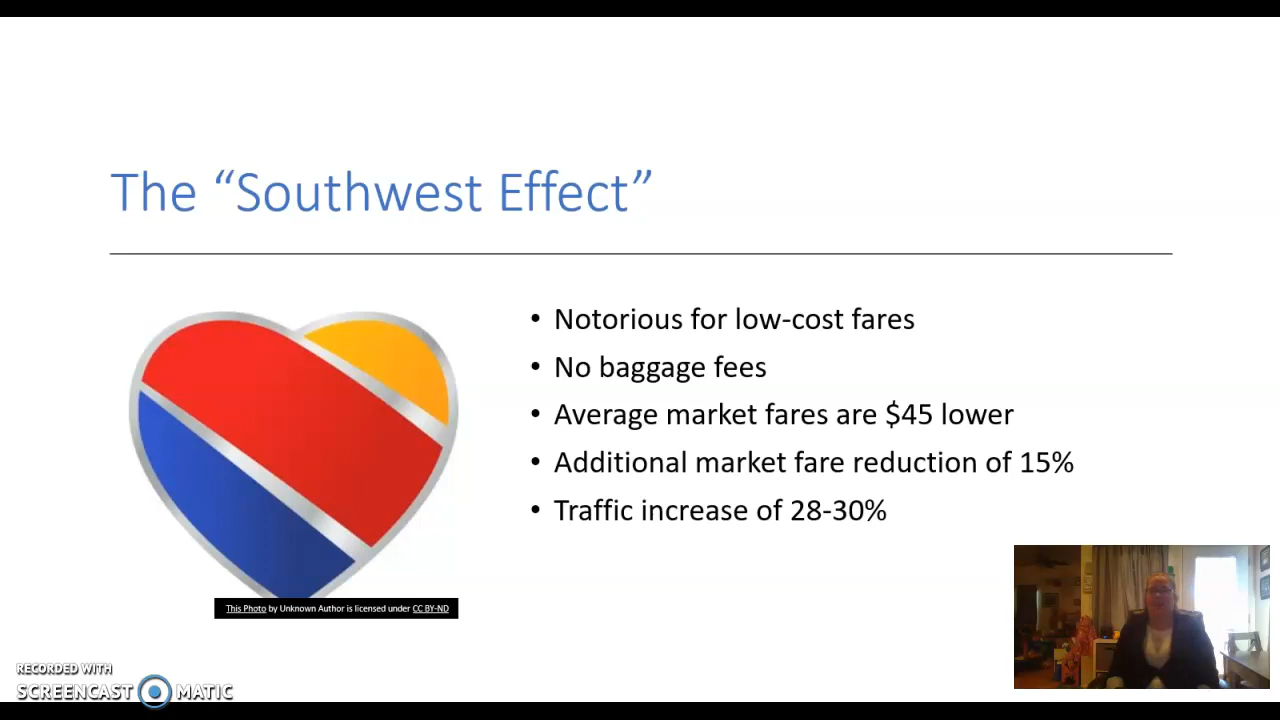 The “Southwest Effect”
• Notorious for low-cost fares
• No baggage fees
• Average market fares are $45 lower
• Additional market fare reduction of 15%
• Traffic increase of 28-30%
This Photo by Unknown Author is licensed under CC BY-ND
RECORDED WITH
SCREENCAST MATIC